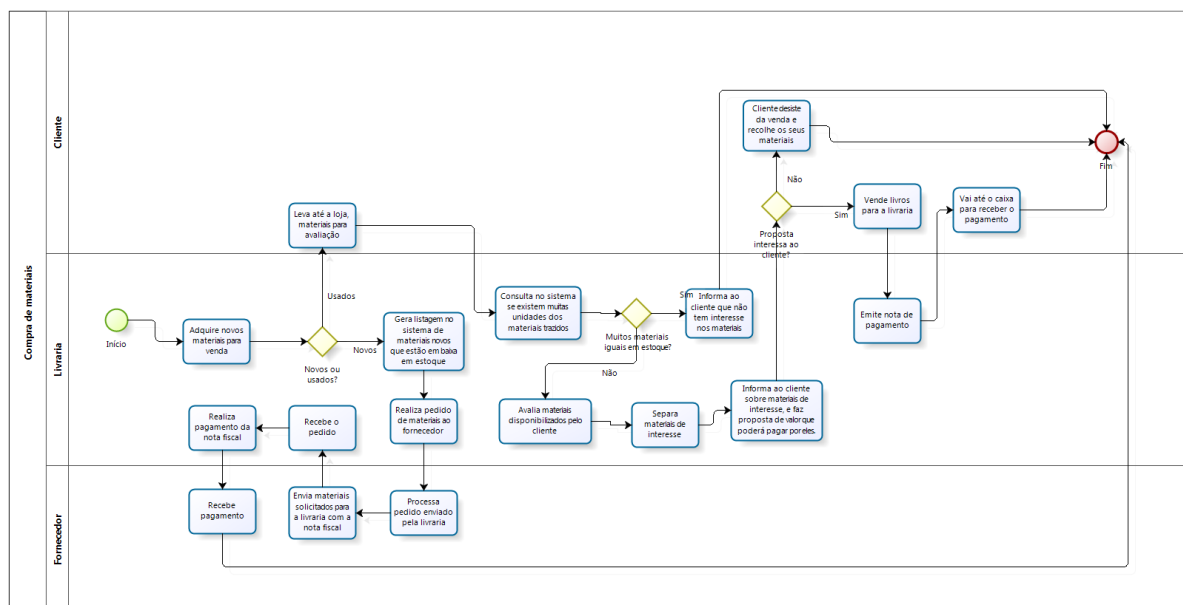 Compra de materiais
Cliente
Cliente desiste
da venda e
recolhe os seus
materiais
Fim
Não
Leva até a loja,
materiais para
avaliação
Proposta
interessa ao
cliente?
Sim
Vende livros
para a livraria
Vai até o caixa
para receber o
pagamento
Livraria
Início
Adquire novos
materiais para
venda
Usados
Novos ou
usados?
Novos
Gera listagem no
sistema de
materiais novos
que estão em baixa
em estoque
Consulta no sistema
se existem muitas
unidades dos
materiais trazidos
Muitos materiais
iguais em estoque?
Sim
Informa ao
cliente que não
tem interesse
nos materiais
Emite nota de
pagamento
Não
Realiza
pagamento da
nota fiscal
Recebe o
pedido
Realiza pedido
de materiais ao
fornecedor
Avalia materiais
disponibilizados pelo
cliente
Separa
materiais de
interesse
Informa ao cliente
sobre materiais de
interesse, e faz
proposta de valor que
poderá pagar por eles.
Fornecedor
Recebe
pagamento
Envia materiais
solicitados para
a livraria com a
nota fiscal
Processa
pedido enviado
pela livraria